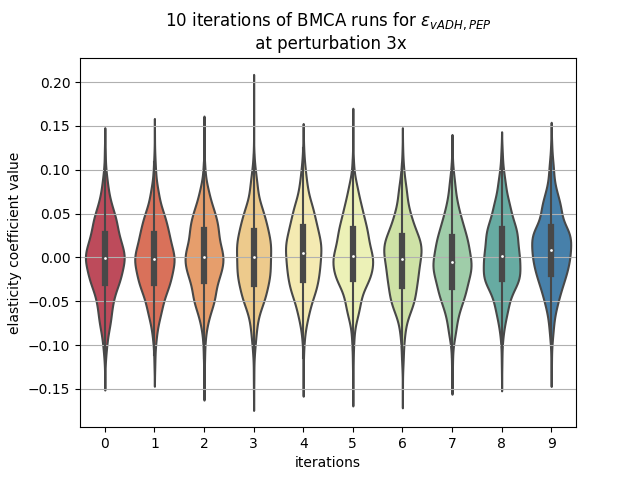 10 iterations of BMCA runs for ε_{vADH,PEP}
at perturbation 3x
0.20
0.15
0.10
0.05
0.00
−0.05
−0.10
−0.15
elasticity coefficient value
0 1 2 3 4 5 6 7 8 9
iterations